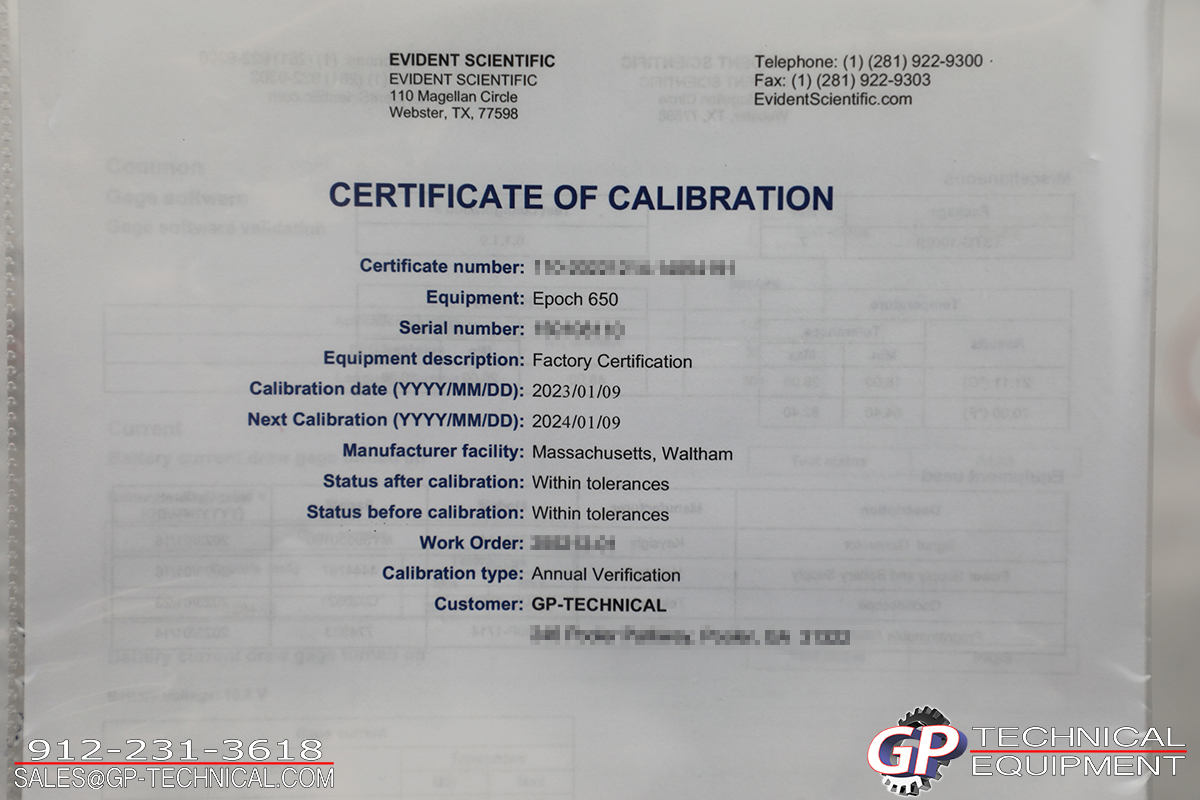 EVIDENT SCIENTIFIC
EVIDENT SCIENTIFIC
110 Magellan Circle
Webster, TX, 77598
Telephone: (1) (281) 922-9300
Fax: (1) (281) 922-9303
EvidentScientific.com
CERTIFICATE OF CALIBRATION
Certificate number:
Equipment: Epoch 650
Serial number:
Equipment description: Factory Certification
Calibration date (YYYY/MM/DD): 2023/01/09
Next Calibration (YYYY/MM/DD): 2024/01/09
Manufacturer facility: Massachusetts, Waltham
Status after calibration: Within tolerances
Status before calibration: Within tolerances
Work Order:
Calibration type: Annual Verification
Customer: GP-TECHNICAL
912-231-3618
SALES@GP-TECHNICAL.COM
GP TECHNICAL
EQUIPMENT